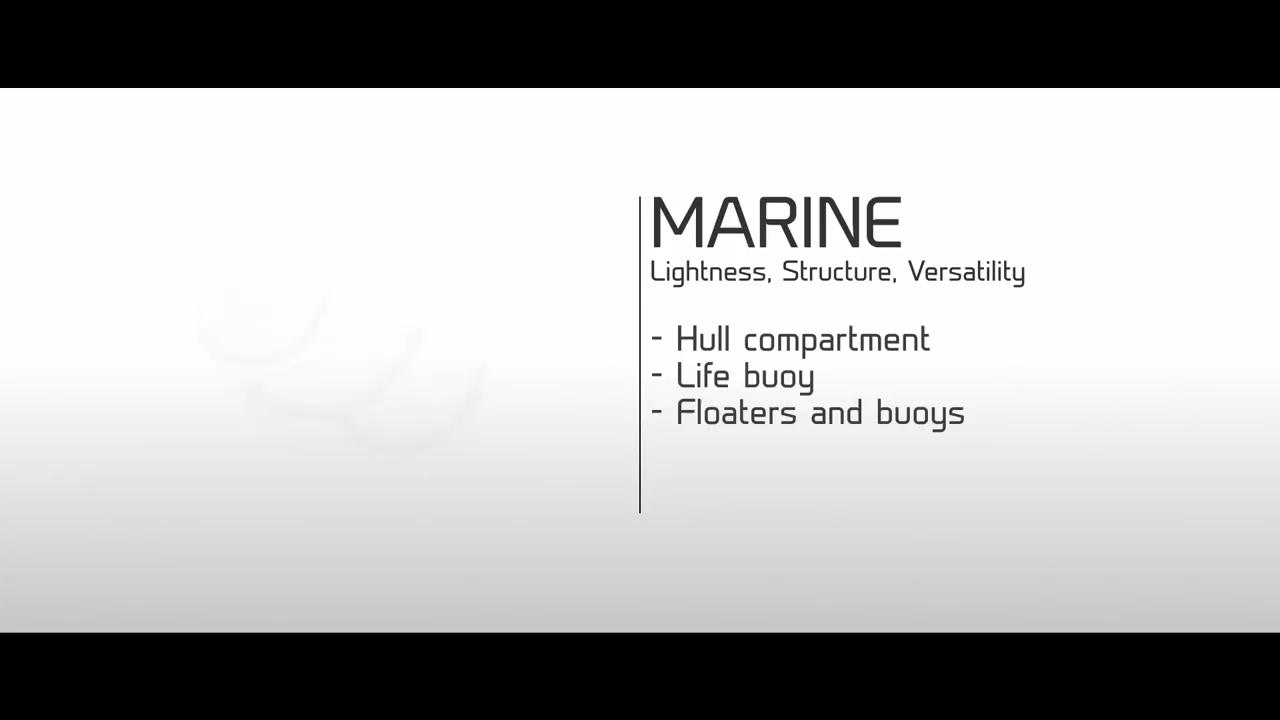 MARINE
Lightness, Structure, Versatility
- Hull compartment
- Life buoy
- Floaters and buoys